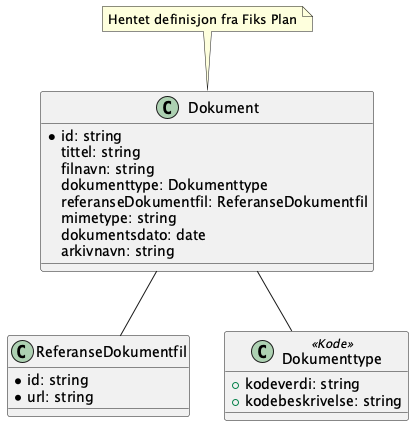 Hentet definisjon fra Fiks Plan
C Dokument
id: string
tittel: string
filnavn: string
dokumenttype: Dokumenttype
referanseDokumentfil: ReferanseDokumentfil
mimetype: string
dokumentsdato: date
arkivnavn: string
C ReferanseDokumentfil
id: string
url: string
«Kode»
C Dokumenttype
kodeverdi: string
kodebeskrivelse: string